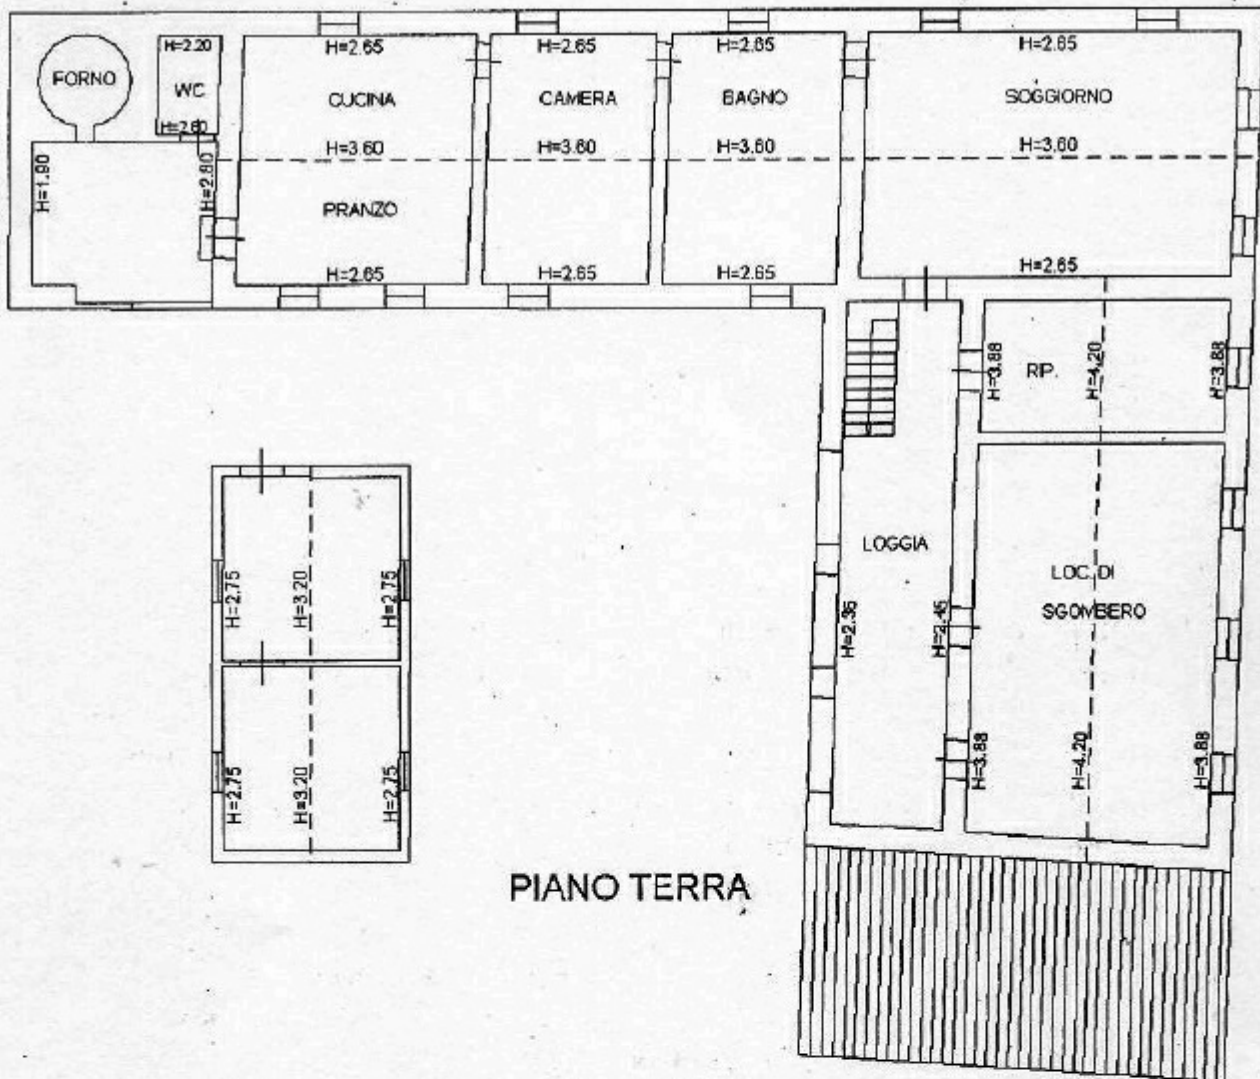 H=2.20
H=2.65
H=2.65
H=2.65
H=2.65
FORNO
WC
CUCINA
CAMERA
BAGNO
SOGGIORNO
H=2.60
H=3.60
H=3.60
H=3.60
H=3.60
H=1.90
H=2.80
PRANZO
H=2.65
H=2.65
H=2.65
H=2.65
H=3.88
RIP.
H=4.20
H=3.88
LOGGIA
LOC. DI
SGOMBERO
H=2.75
H=3.20
H=2.75
H=2.35
H=2.45
H=2.75
H=3.20
H=2.75
H=3.88
H=4.20
H=3.88
PIANO TERRA